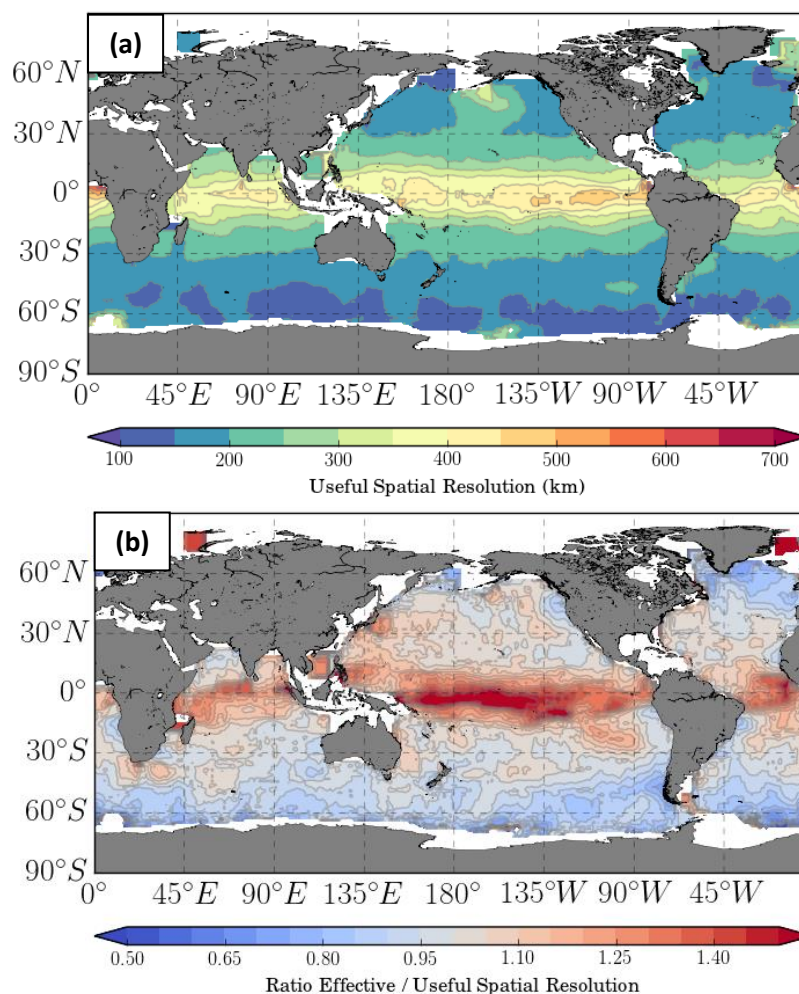 (a)
60°N
30°N
0°
30°S
60°S
90°S
0° 45°E 90°E 135°E 180° 135°W 90°W 45°W
100 200 300 400 500 600 700
Useful Spatial Resolution (km)
(b)
60°N
30°N
0°
30°S
60°S
90°S
0° 45°E 90°E 135°E 180° 135°W 90°W 45°W
0.50 0.65 0.80 0.95 1.10 1.25 1.40
Ratio Effective / Useful Spatial Resolution